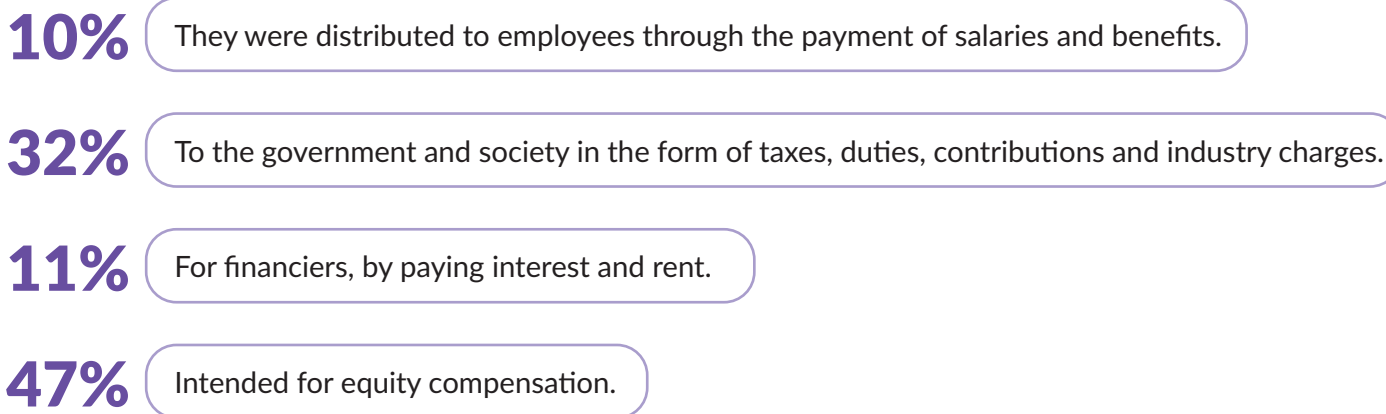 10% They were distributed to employees through the payment of salaries and benefits.
32% To the government and society in the form of taxes, duties, contributions and industry charges.
11% For financiers, by paying interest and rent.
47% Intended for equity compensation.